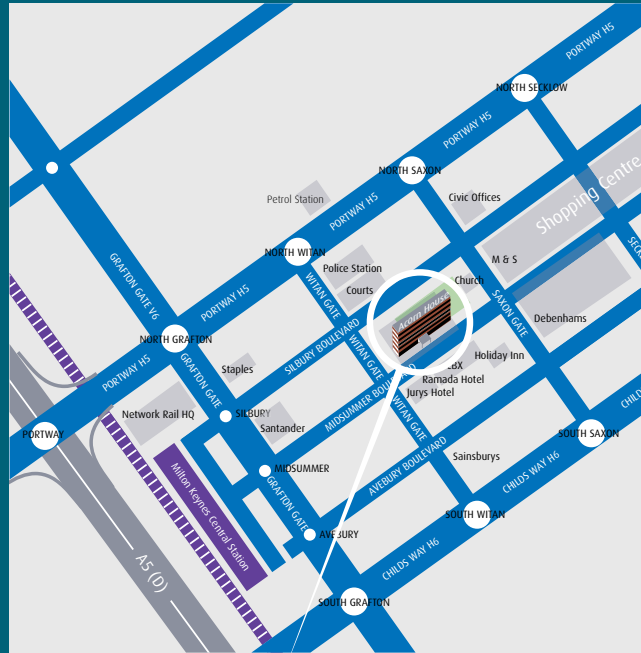 PORTWAY H5
NORTH SECKLOW
PORTWAY H5
NORTH SAXON
Petrol Station
PORTWAY H5
Civic Offices
Shopping Centre
NORTH WITAN
GRAFTON GATE V6
Police Station
M & S
Courts
WITAN GATE
Church
PORTWAY H5
SAXON GATE
Acorn House
Debenhams
NORTH GRAFTON
SILBURY BOULEVARD
WITAN GATE
Holiday Inn
PORTWAY H5
Staples
GRAFTON GATE
Ramada Hotel
Jurys Hotel
MIDSUMMER BOULEVARD
CHILDS
Network Rail HQ
SILBURY
WITAN GATE
Santander
PORTWAY
SOUTH SAXON
AVEBURY BOULEVARD
Sainsburys
MIDSUMMER
CHILDS WAY H6
Milton Keynes Central Station
GRAFTON GATE
SOUTH WITAN
AVEBURY
CHILDS WAY H6
A5 (D)
SOUTH GRAFTON